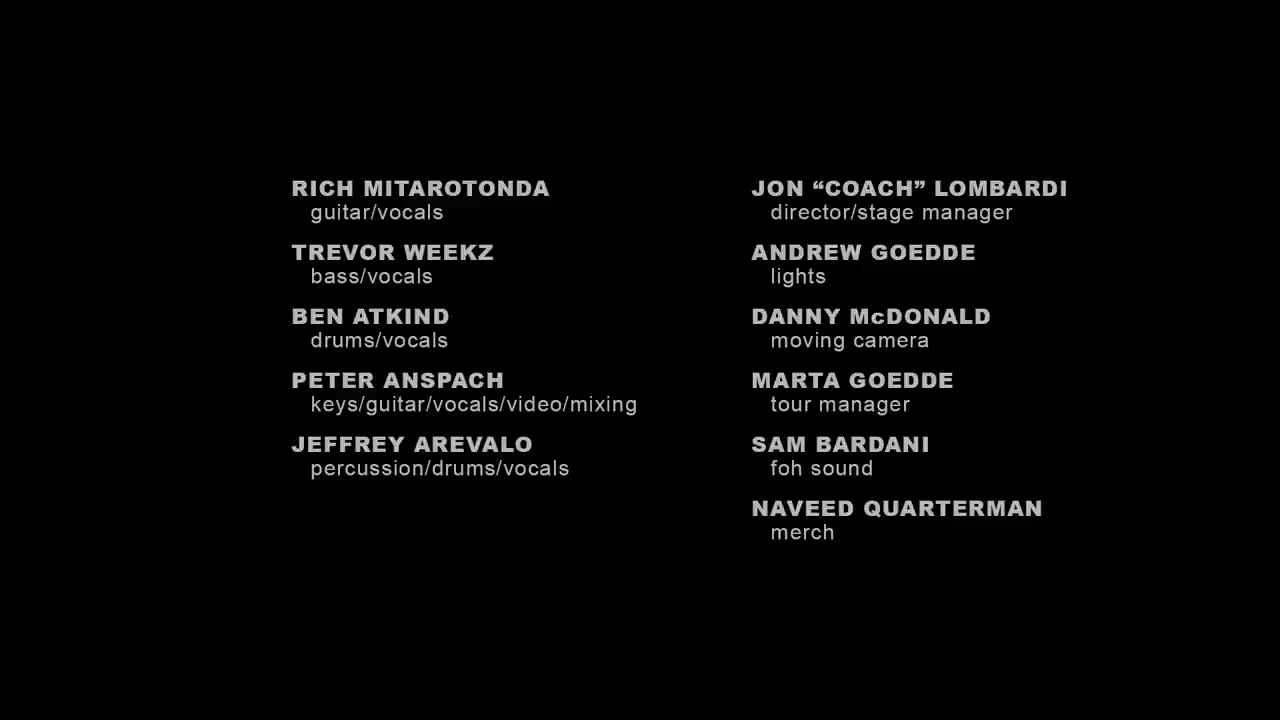 RICH MITAROTONDA
guitar/vocals
TREVOR WEEKZ
bass/vocals
BEN ATKIND
drums/vocals
PETER ANSPACH
keys/guitar/vocals/video/mixing
JEFFREY AREVALO
percussion/drums/vocals
JON “COACH” LOMBARDI
director/stage manager
ANDREW GOEDDE
lights
DANNY McDONALD
moving camera
MARTA GOEDDE
tour manager
SAM BARDANI
foh sound
NAVEED QUARTERMAN
merch